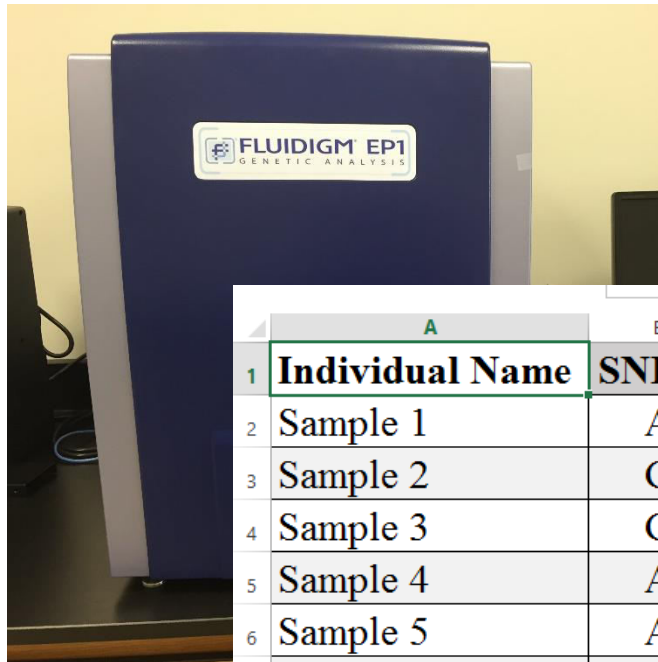 FLUIDIGM EP1
GENETIC ANALYSIS
A
1 Individual Name
2 Sample 1 A
3 Sample 2
4 Sample 3
5 Sample 4 A
6 Sample 5 A